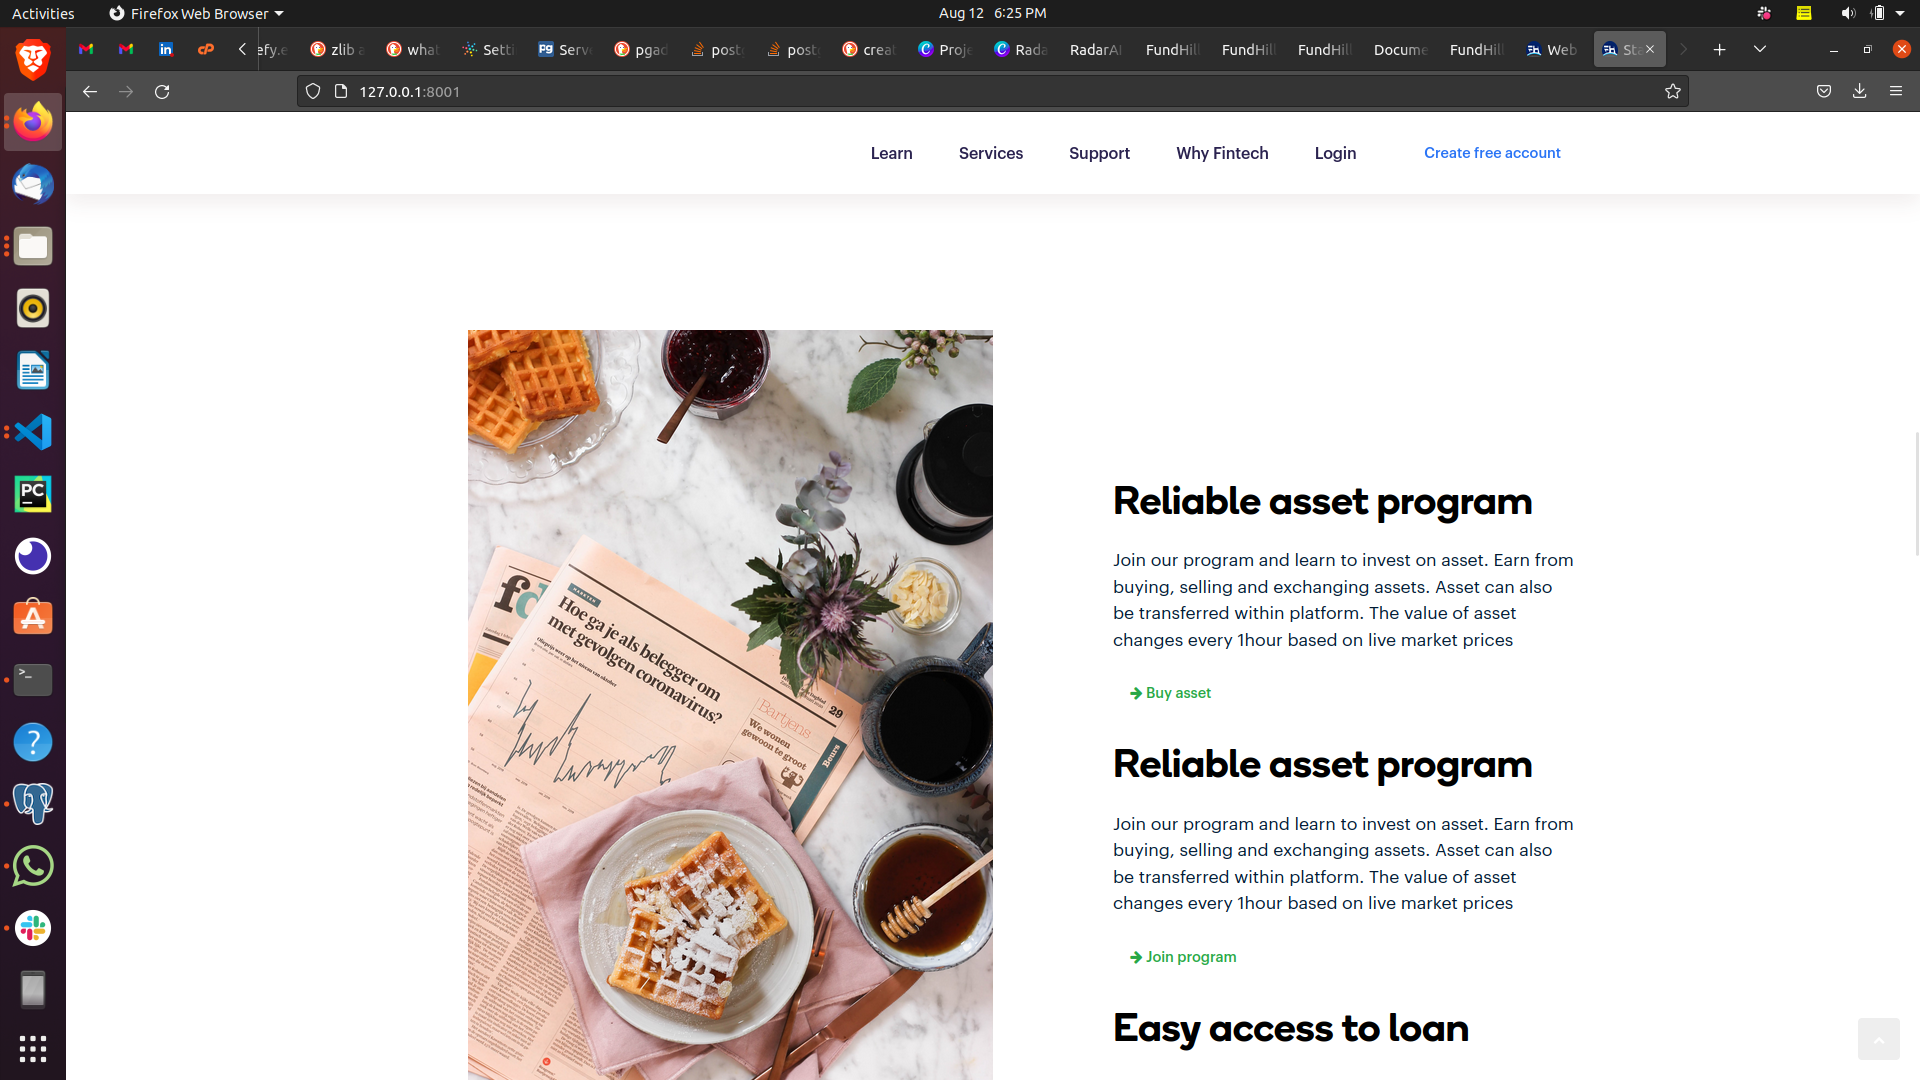 Activities
Firefox Web Browser
Aug 12 6:25 PM
efy.e
zlib a
what
Setti
Serve
pgad
postg
postg
creat
Proje
Rada
RadarAI
FundHill
FundHill
FundHill
Docume
FundHill
Web
Sta
127.0.0.1:8001
Learn
Services
Support
Why Fintech
Login
Create free account
fd
MARKTEN
Hoe ga je als belegger om
met gevolgen coronavirus?
29
Bartjens
We wonen
gewoon te groot
Beurs
Reliable asset program
Join our program and learn to invest on asset. Earn from
buying, selling and exchanging assets. Asset can also
be transferred within platform. The value of asset
changes every 1hour based on live market prices
Buy asset
Reliable asset program
Join our program and learn to invest on asset. Earn from
buying, selling and exchanging assets. Asset can also
be transferred within platform. The value of asset
changes every 1hour based on live market prices
Join program
Easy access to loan